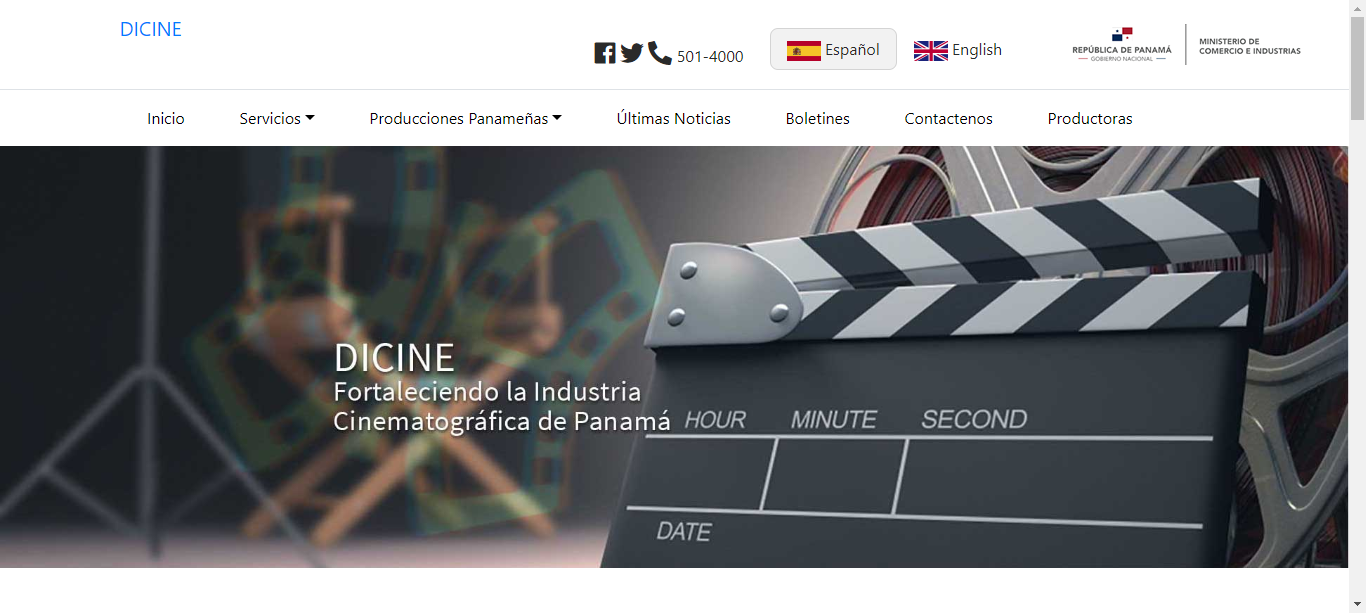 DICINE
501-4000
Español
English
REPÚBLICA DE PANAMÁ
— GOBIERNO NACIONAL —
MINISTERIO DE
COMERCIO E INDUSTRIAS
Inicio
Servicios
Producciones Panameñas
Últimas Noticias
Boletines
Contactenos
Productoras
DICINE
Fortaleciendo la Industria
Cinematográfica de Panamá
HOUR MINUTE SECOND
DATE